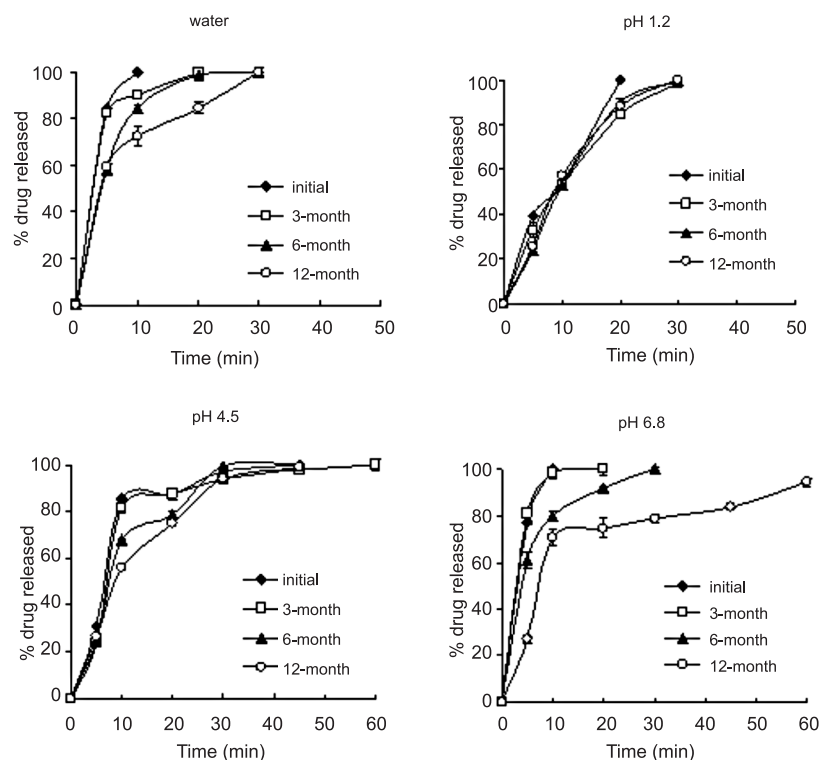 water
% drug released
100
80
60
40
20
0
0 10 20 30 40 50
Time (min)
initial
3-month
6-month
12-month
pH 1.2
% drug released
100
80
60
40
20
0
0 10 20 30 40 50
Time (min)
initial
3-month
6-month
12-month
pH 4.5
% drug released
100
80
60
40
20
0
0 10 20 30 40 50 60
Time (min)
initial
3-month
6-month
12-month
pH 6.8
% drug released
100
80
60
40
20
0
0 10 20 30 40 50 60
Time (min)
initial
3-month
6-month
12-month